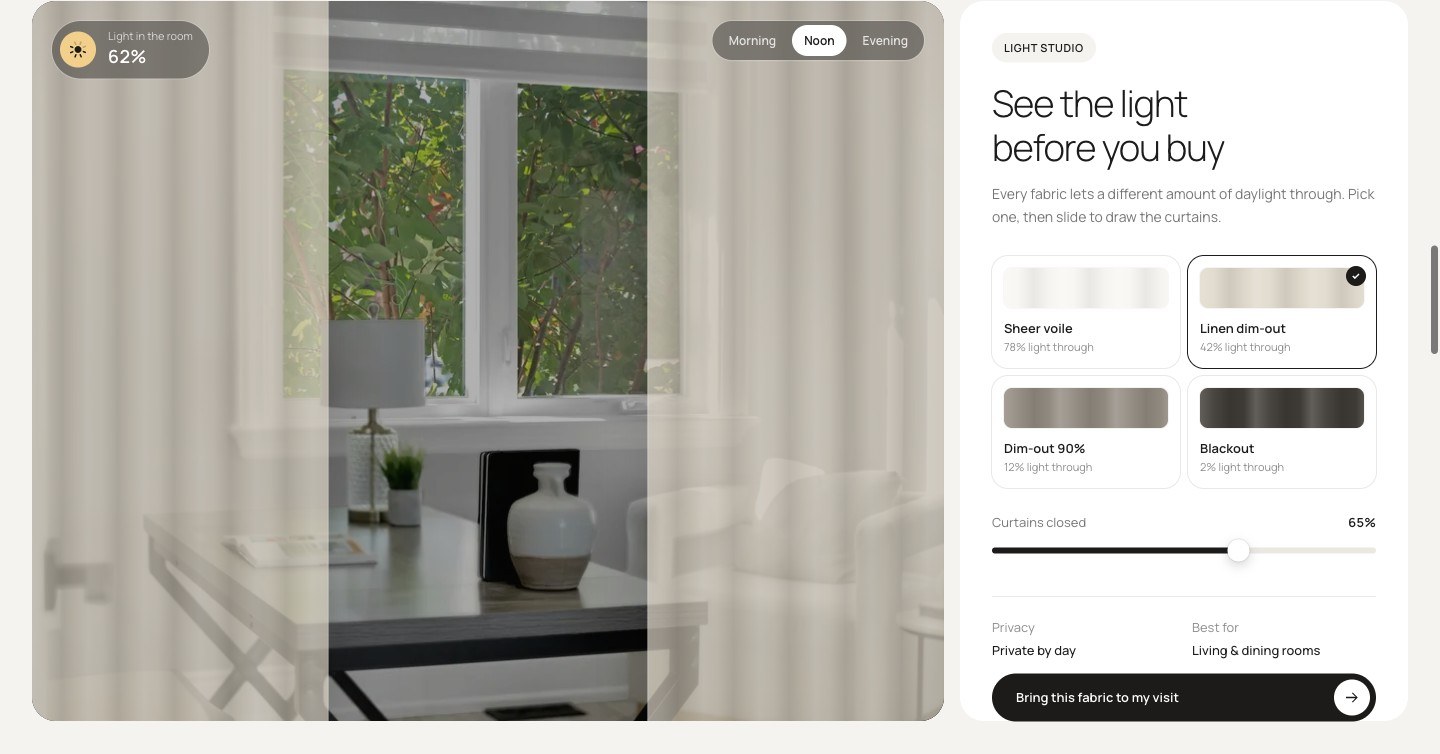 Light in the room
62%
Morning
Noon
Evening
LIGHT STUDIO
See the light
before you buy
Every fabric lets a different amount of daylight through. Pick
one, then slide to draw the curtains.
Sheer voile
78% light through
Linen dim-out
42% light through
Dim-out 90%
12% light through
Blackout
2% light through
Curtains closed
65%
Privacy
Private by day
Best for
Living & dining rooms
Bring this fabric to my visit